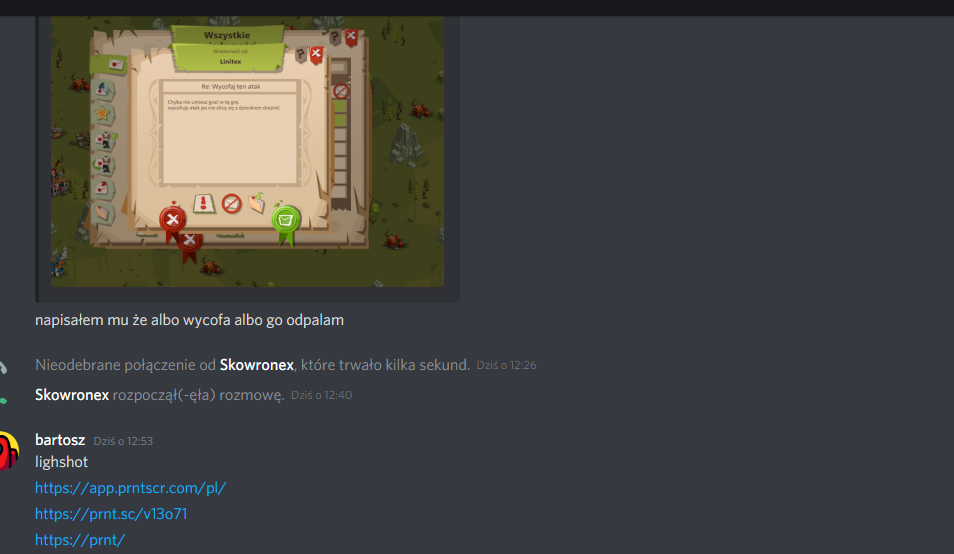 Wszystkie
Wiadomość od
Linitex
Re: Wycofaj ten atak
Chyba nie umiesz grać w tą grę.
wycofuję atak po nie chcę się z dzieckiem drażnić
napisałem mu że albo wycofa albo go odpalam
Nieodebrane połączenie od Skowronex, które trwało kilka sekund. Dziś o 12:26
Skowronex rozpoczął(-ęła) rozmowę. Dziś o 12:40
bartosz Dziś o 12:53
lighshot
https://app.prntscr.com/pl/
https://prnt.sc/v13o71
https://prnt/